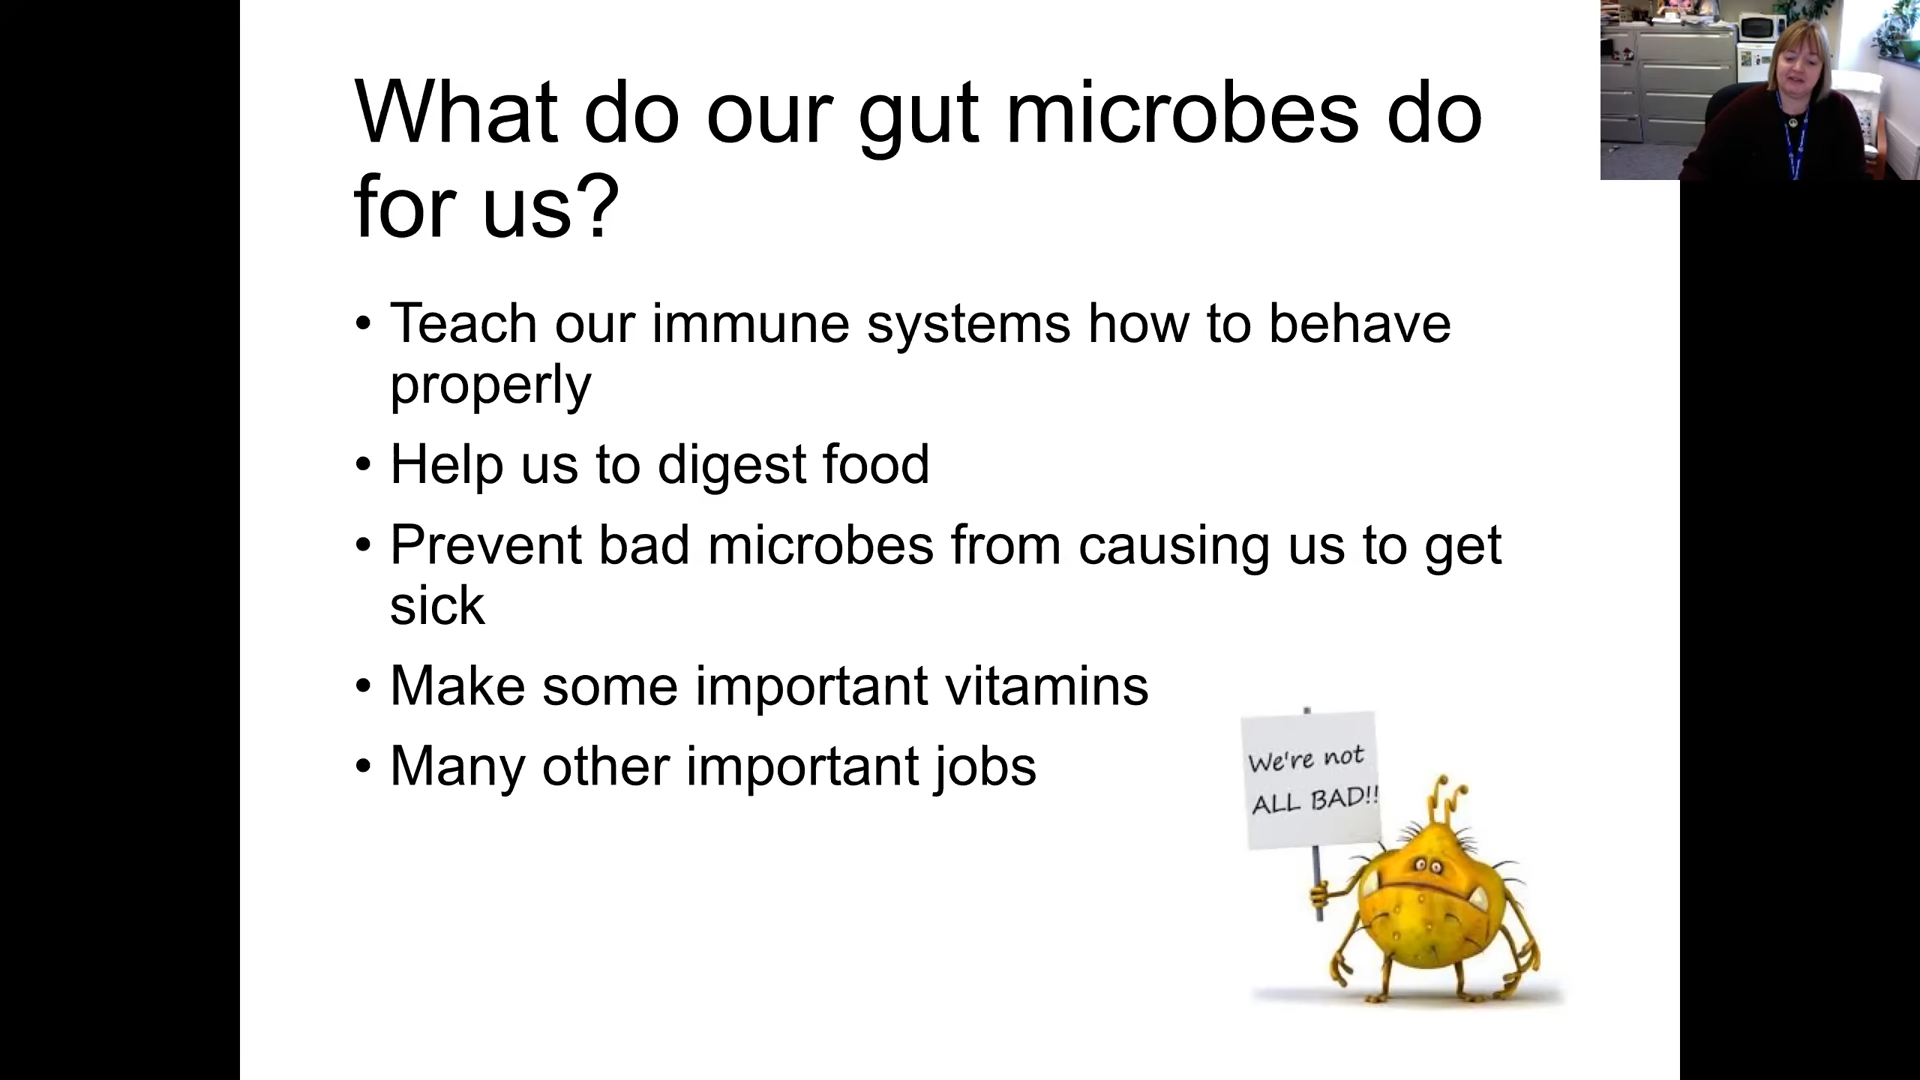 What do our gut microbes do
for us?
• Teach our immune systems how to behave
properly
• Help us to digest food
• Prevent bad microbes from causing us to get
sick
• Make some important vitamins
• Many other important jobs
We're not
ALL BAD!!